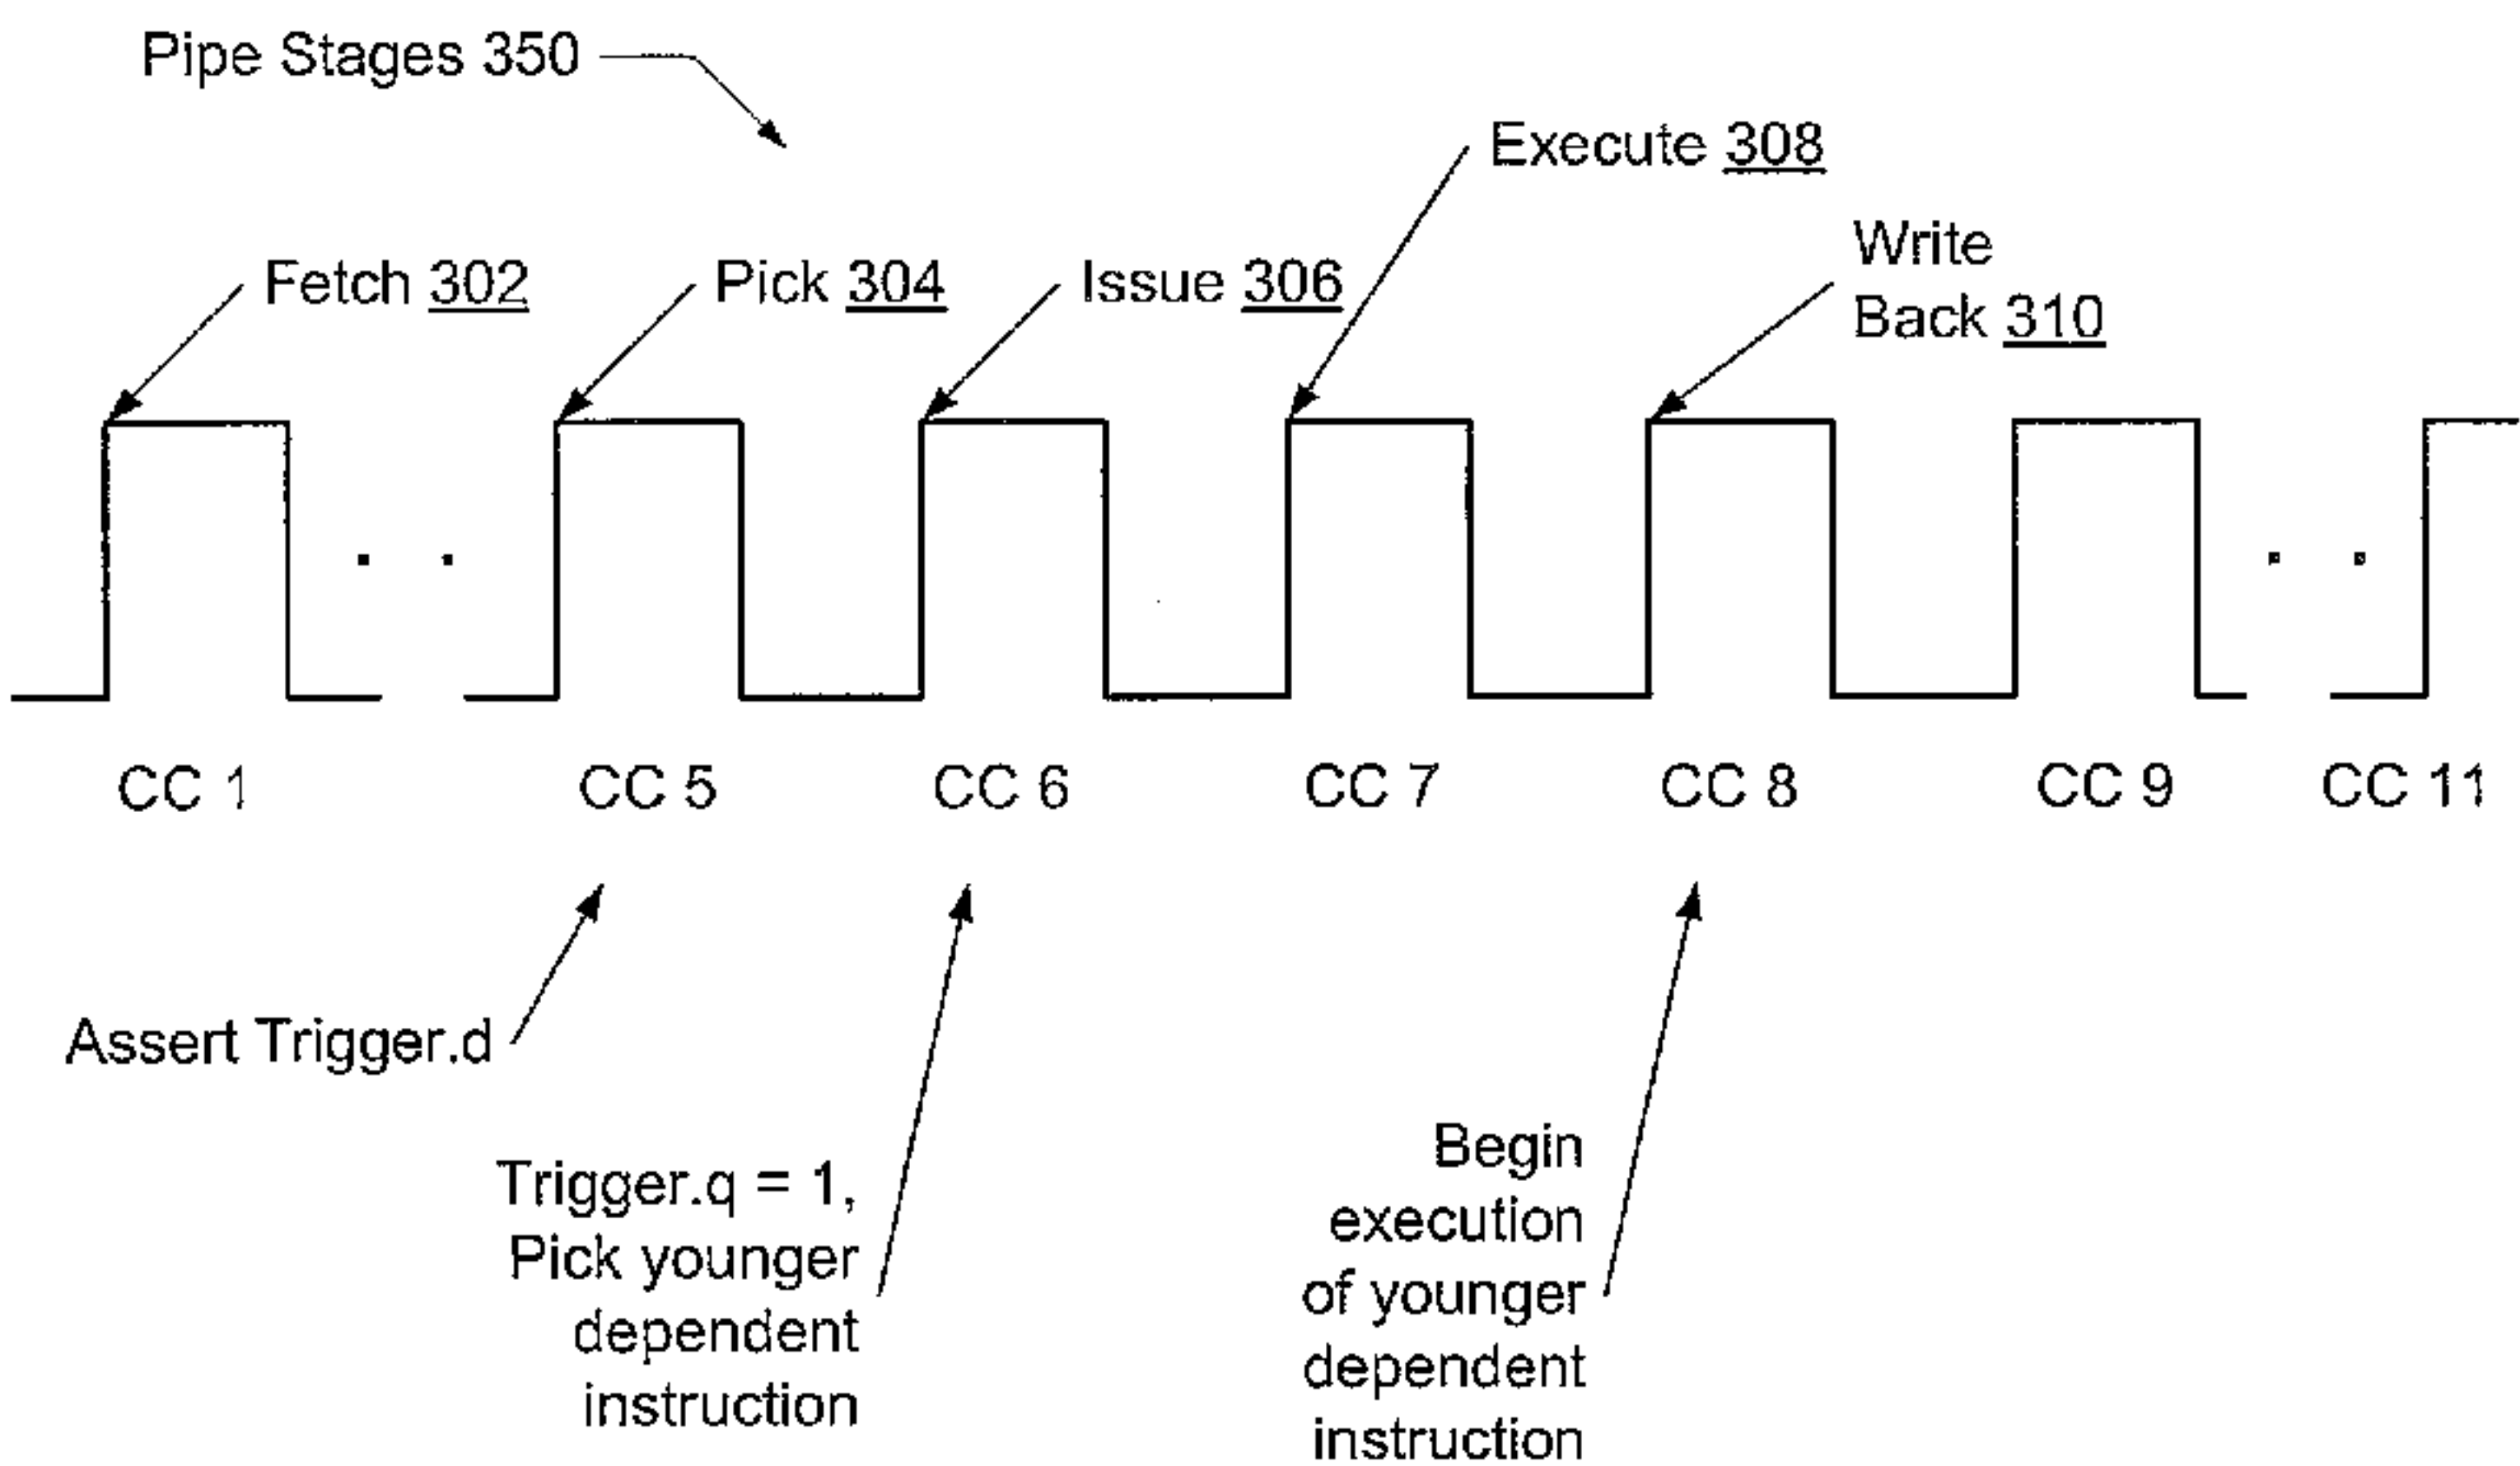 Pipe Stages 350
Execute 308
Write
Back 310
Fetch 302
Pick 304
Issue 306
CC 1
CC 5
CC 6
CC 7
CC 8
CC 9
CC 11
Assert Trigger.d
Trigger.q = 1,
Pick younger
dependent
instruction
Begin
execution
of younger
dependent
instruction